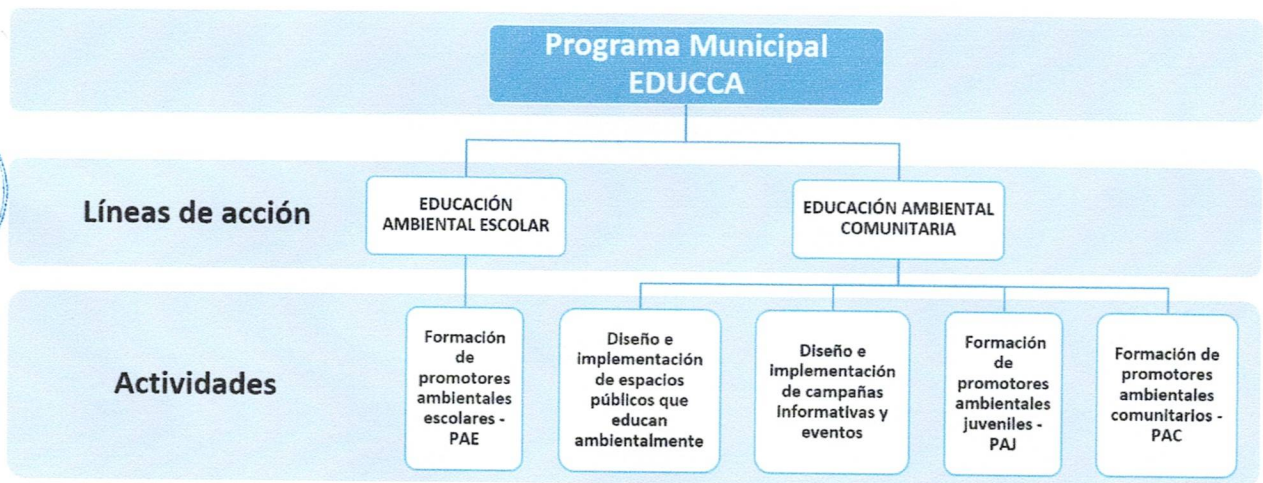 Programa Municipal
EDUCCA
Líneas de acción
EDUCACIÓN
AMBIENTAL ESCOLAR
EDUCACIÓN AMBIENTAL
COMUNITARIA
Actividades
Formación
de
promotores
ambientales
escolares -
PAE
Diseño e
implementación
de espacios
públicos que
educan
ambientalmente
Diseño e
implementación
de campañas
informativas y
eventos
Formación
de
promotores
ambientales
juveniles -
PAJ
Formación de
promotores
ambientales
comunitarios -
PAC